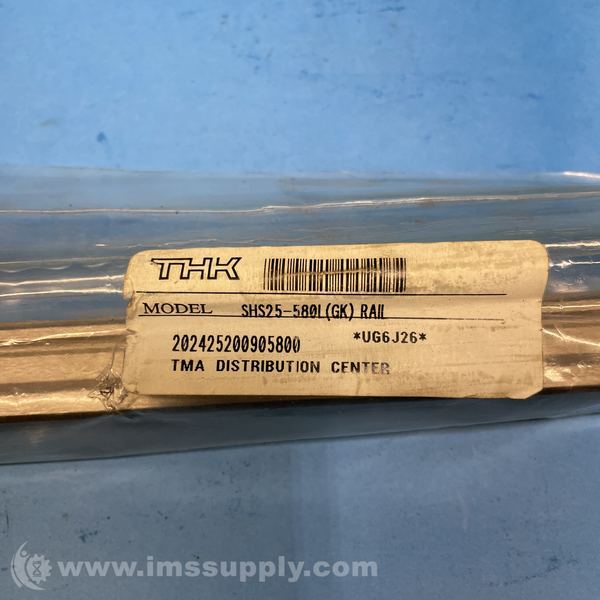 THK
MODEL SHS25-580L(GK) RAIL
202425200905800 *UG6J26*
TMA DISTRIBUTION CENTER
www.imssupply.com